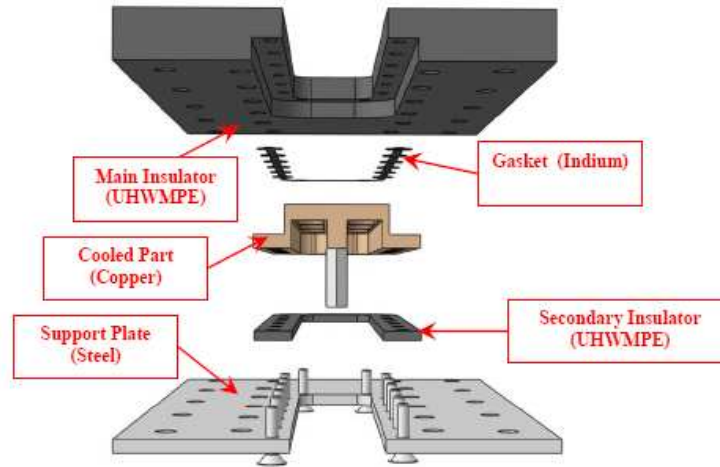 Main Insulator
(UHWMPE)
Gasket  (Indium)
Cooled Part
(Copper)
Support Plate
(Steel)
Secondary Insulator
(UHWMPE)